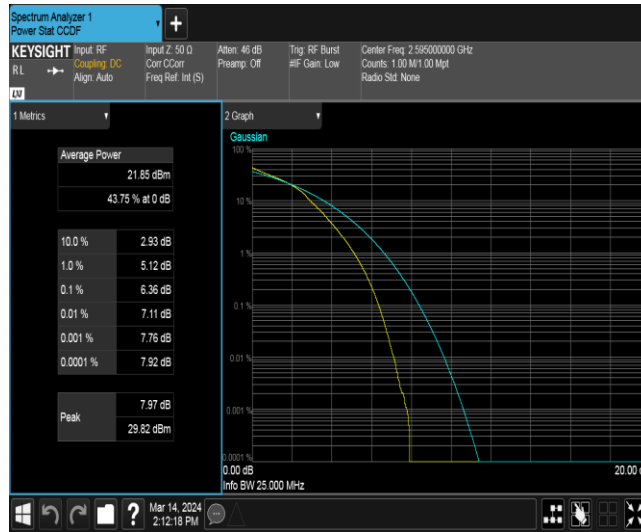 Spectrum Analyzer 1
Power Stat CCDF
+
KEYSIGHT
RL
LXI
Input: RF
Coupling: DC
Align: Auto
Input Z: 50 Ω
Corr CCorr
Freq Ref: Int (S)
Atten: 46 dB
Preamp: Off
Trig: RF Burst
#IF Gain: Low
Center Freq: 2.595000000 GHz
Counts: 1.00 M/1.00 Mpt
Radio Std: None
1 Metrics
Average Power
21.85 dBm
43.75 % at 0 dB
10.0 % 2.93 dB
1.0 % 5.12 dB
0.1 % 6.36 dB
0.01 % 7.11 dB
0.001 % 7.76 dB
0.0001 % 7.92 dB
Peak
7.97 dB
29.82 dBm
2 Graph
Gaussian
100 %
10 %
1 %
0.1 %
0.01 %
0.001 %
0.0001 %
0.00 dB
20.00
Info BW 25.000 MHz
?
Mar 14, 2024
2:12:18 PM